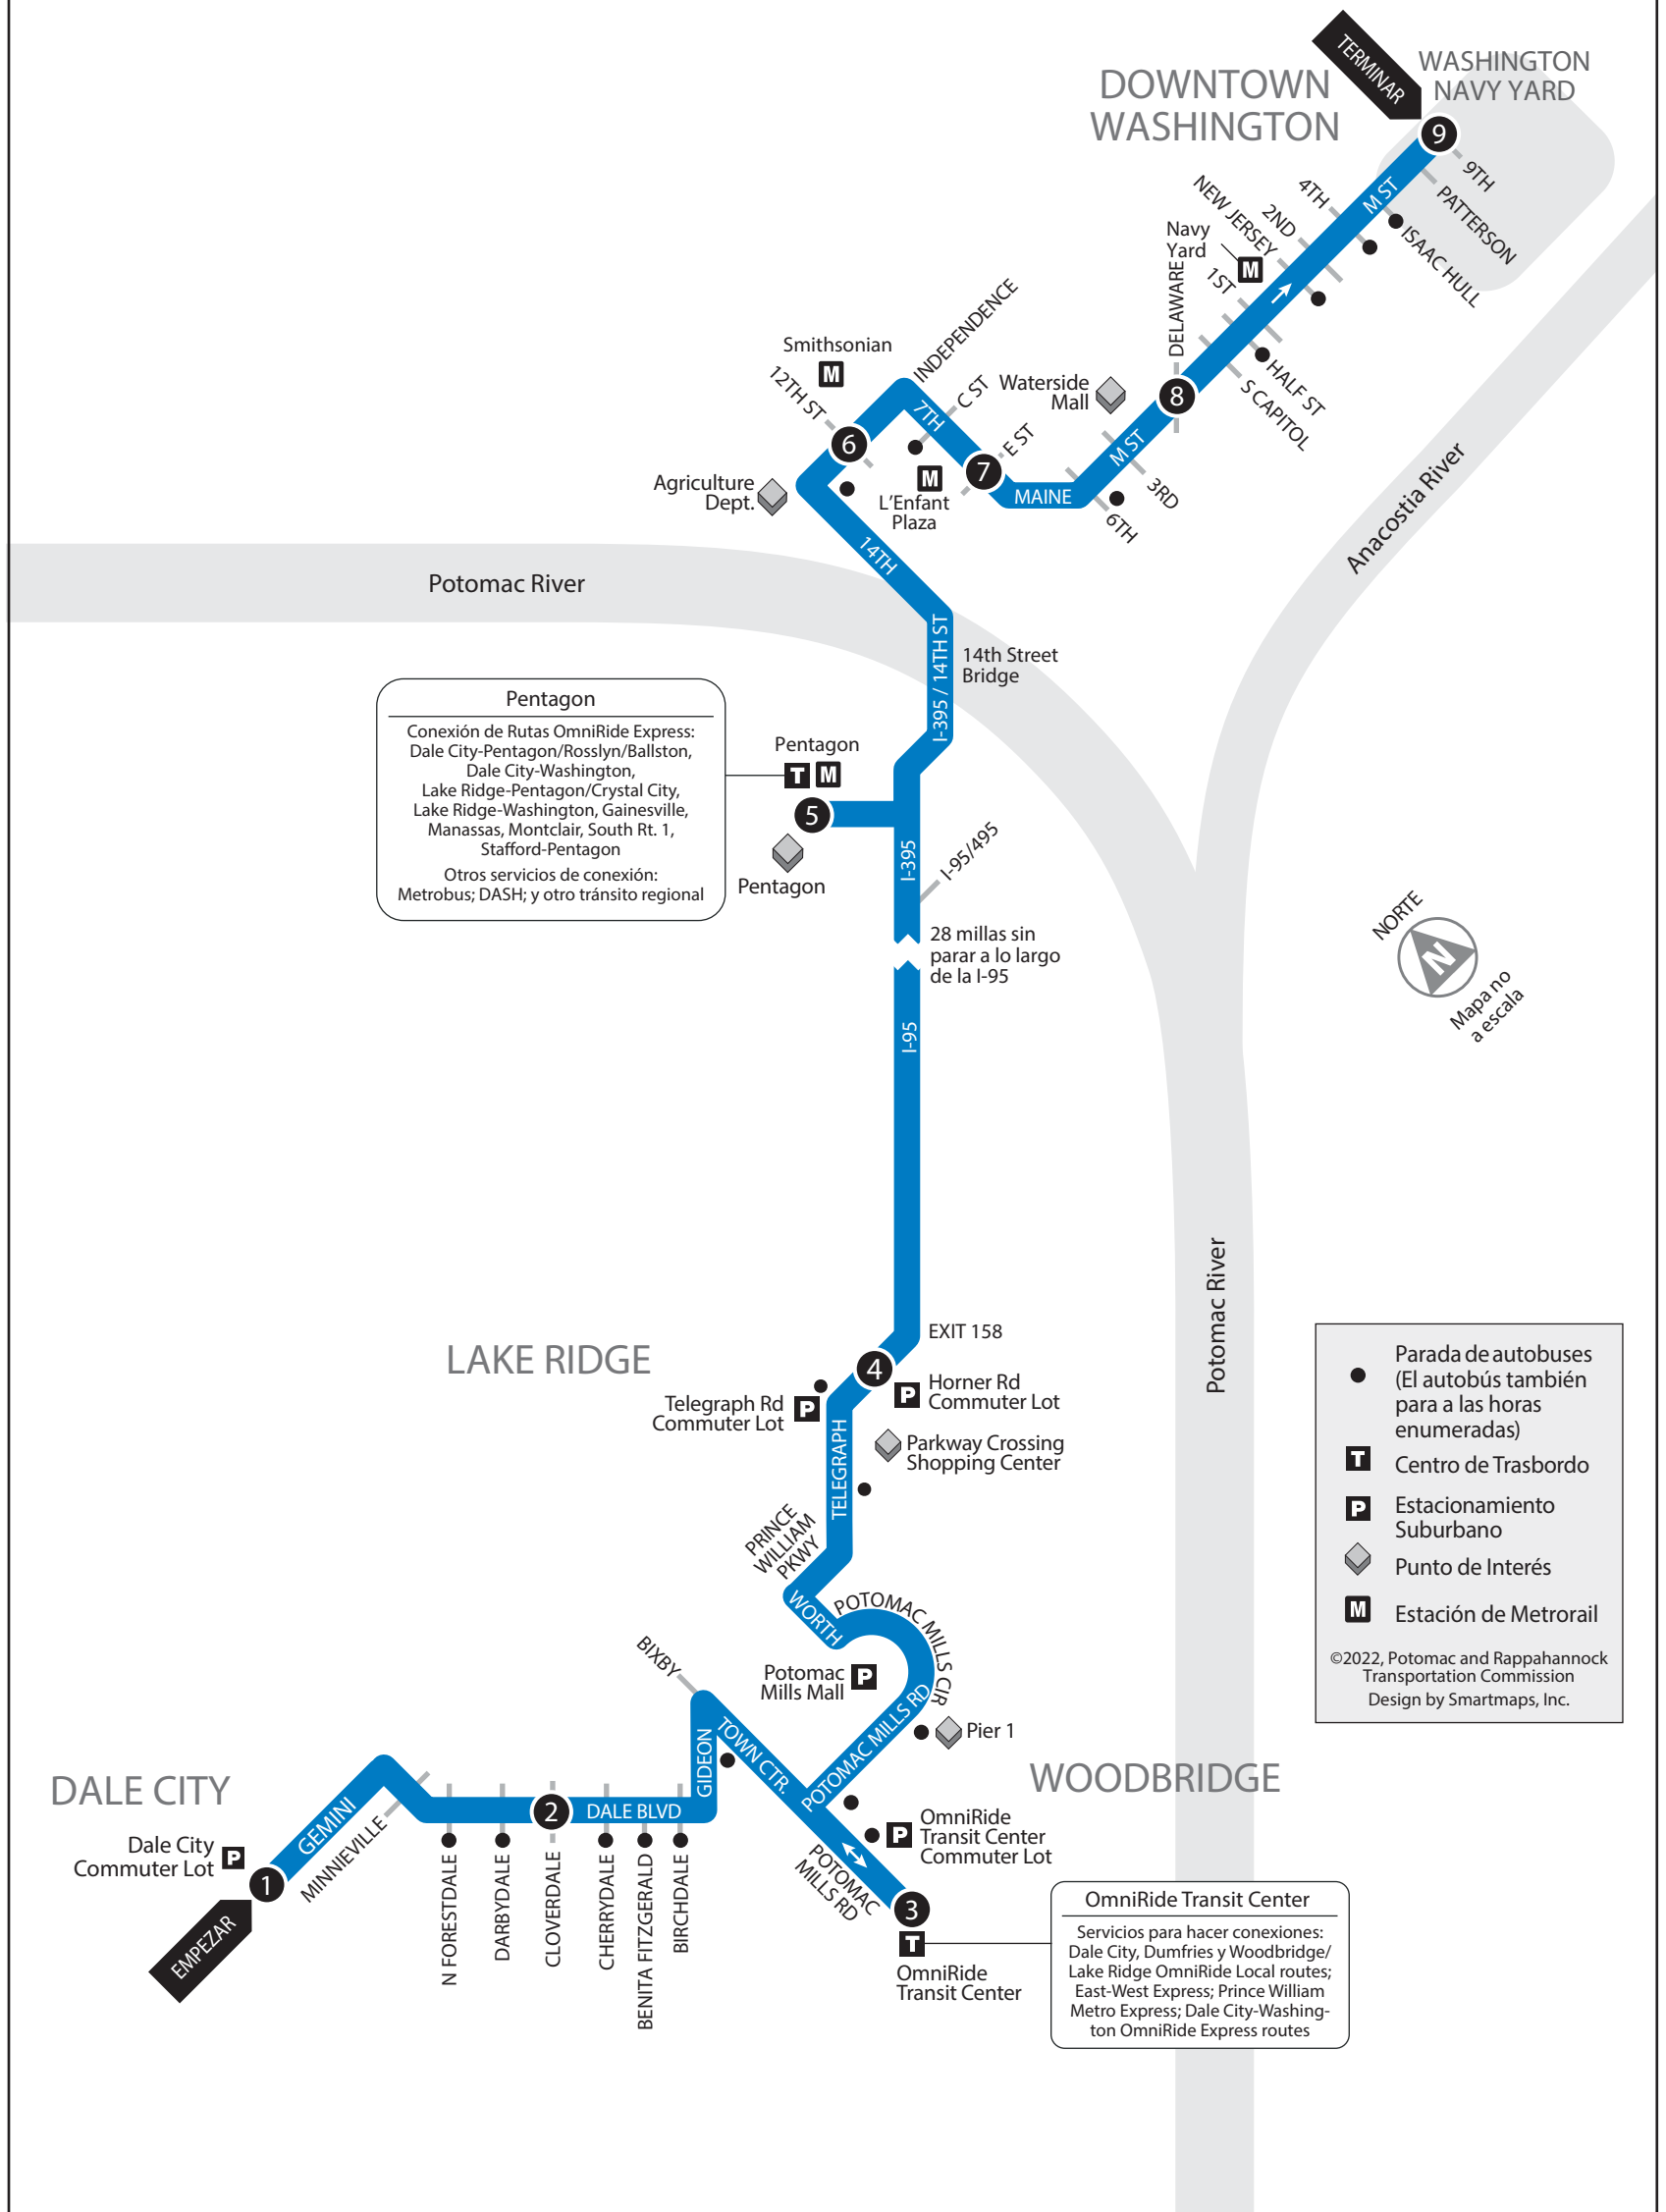 TERMINAR
WASHINGTON
NAVY YARD
DOWNTOWN
WASHINGTON
9
9TH
PATTERSON
ISAAC HULL
M ST
4TH
2ND
NEW JERSEY
Navy
Yard
M
1ST
DELAWARE
HALF ST
S CAPITOL
8
INDEPENDENCE
Smithsonian
M
12TH ST
6
7TH
C ST
Waterside
Mall
E ST
7
M ST
3RD
6TH
MAINE
M
L'Enfant
Plaza
Agriculture
Dept.
14TH
Anacostia River
Potomac River
I-395 / 14TH ST
14th Street
Bridge
Pentagon
Conexión de Rutas OmniRide Express:
Dale City-Pentagon/Rosslyn/Ballston,
Dale City-Washington,
Lake Ridge-Pentagon/Crystal City,
Lake Ridge-Washington, Gainesville,
Manassas, Montclair, South Rt. 1,
Stafford-Pentagon
Otros servicios de conexión:
Metrobus; DASH; y otro tránsito regional
Pentagon
T M
5
Pentagon
I-395
I-95/495
28 millas sin
parar a lo largo
de la I-95
NORTE
N
Mapa no
a escala
I-95
Potomac River
EXIT 158
LAKE RIDGE
4
P
Horner Rd
Commuter Lot
Telegraph Rd
Commuter Lot
P
Parkway Crossing
Shopping Center
TELEGRAPH
PRINCE
WILLIAM
PKWY
WORTH
POTOMAC MILLS CIR
Potomac
Mills Mall
P
BIXBY
POTOMAC MILLS RD
Pier 1
TOWN CTR.
GIDEON
WOODBRIDGE
DALE CITY
GEMINI
MINNIEVILLE
2
DALE BLVD
Dale City
Commuter Lot
P
1
EMPEZAR
N FORESTDALE
DARBYDALE
CLOVERDALE
CHERRYDALE
BENITA FITZGERALD
BIRCHDALE
P
OmniRide
Transit Center
Commuter Lot
POTOMAC
MILLS RD
3
T
OmniRide
Transit Center
OmniRide Transit Center
Servicios para hacer conexiones:
Dale City, Dumfries y Woodbridge/
Lake Ridge OmniRide Local routes;
East-West Express; Prince William
Metro Express; Dale City-Washing-
ton OmniRide Express routes
Parada de autobuses
(El autobús también
para a las horas
enumeradas)
T
Centro de Trasbordo
P
Estacionamiento
Suburbano
Punto de Interés
M
Estación de Metrorail
©2022, Potomac and Rappahannock
Transportation Commission
Design by Smartmaps, Inc.